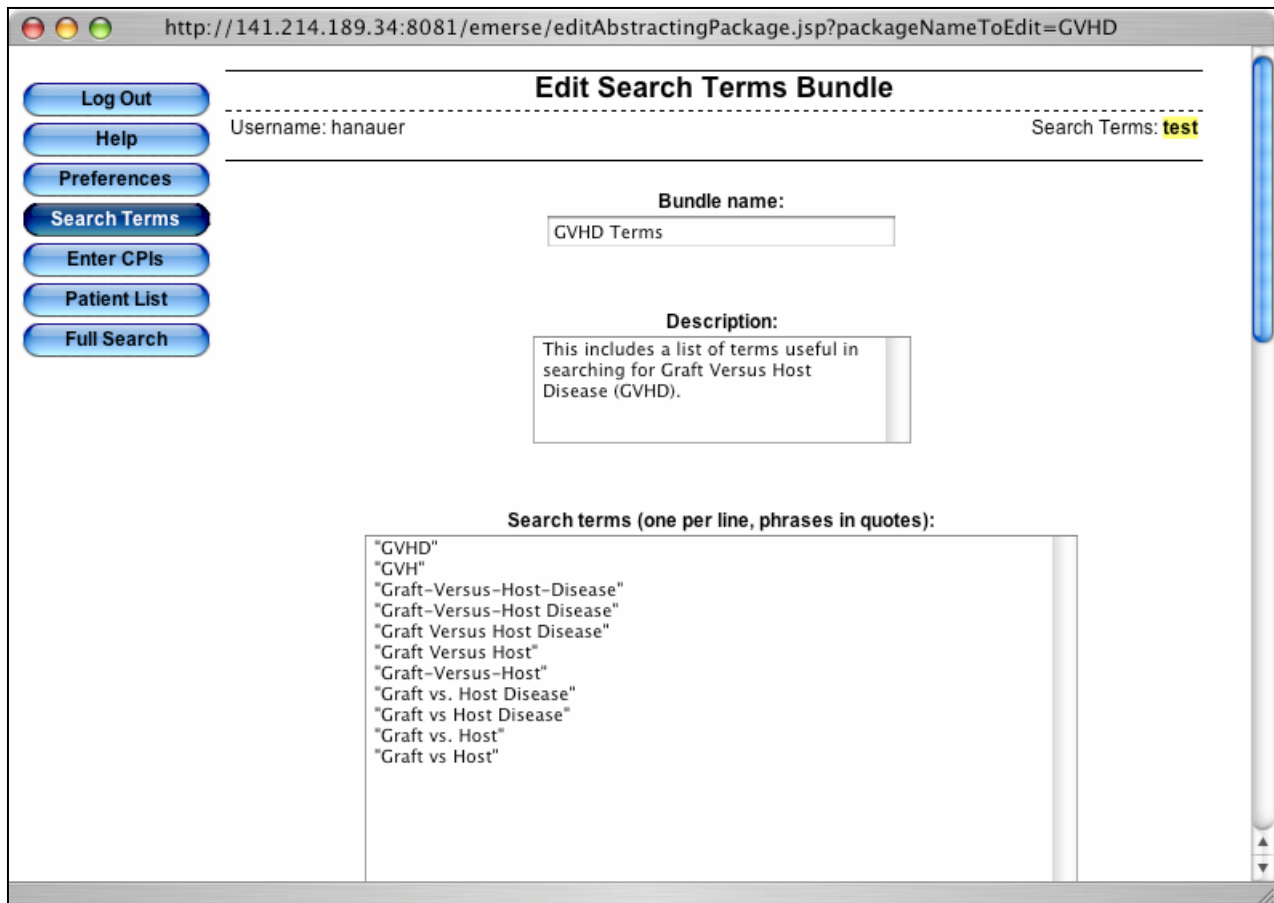 http://141.214.189.34:8081/emerse/editAbstractingPackage.jsp?packageNameToEdit=GVHD
Log Out
Help
Preferences
Search Terms
Enter CPIs
Patient List
Full Search
Edit Search Terms Bundle
Username: hanauer
Search Terms: test
Bundle name:
GVHD Terms
Description:
This includes a list of terms useful in
searching for Graft Versus Host
Disease (GVHD).
Search terms (one per line, phrases in quotes):
"GVHD"
"GVH"
"Graft-Versus-Host-Disease"
"Graft-Versus-Host Disease"
"Graft Versus Host Disease"
"Graft Versus Host"
"Graft-Versus-Host"
"Graft vs. Host Disease"
"Graft vs Host Disease"
"Graft vs. Host"
"Graft vs Host"